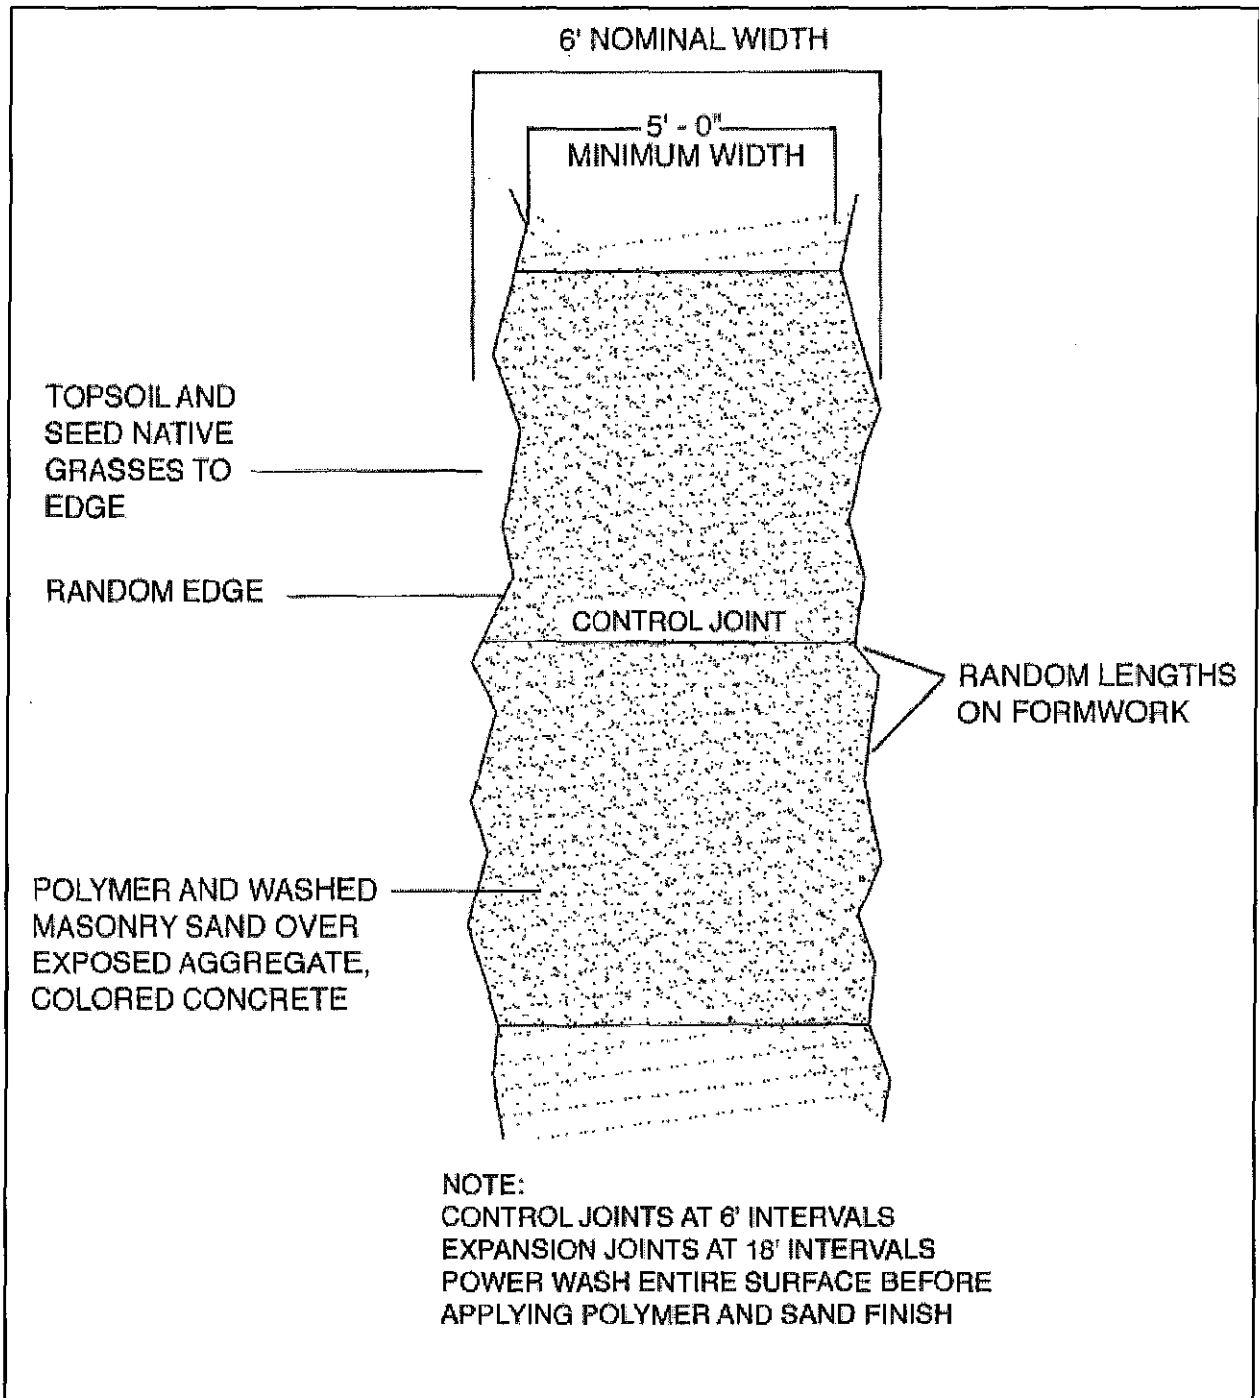 6' NOMINAL WIDTH
5' - 0"
MINIMUM WIDTH
TOPSOIL AND
SEED NATIVE
GRASSES TO
EDGE
RANDOM EDGE
CONTROL JOINT
RANDOM LENGTHS
ON FORMWORK
POLYMER AND WASHED
MASONRY SAND OVER
EXPOSED AGGREGATE,
COLORED CONCRETE
NOTE:
CONTROL JOINTS AT 6' INTERVALS
EXPANSION JOINTS AT 18' INTERVALS
POWER WASH ENTIRE SURFACE BEFORE
APPLYING POLYMER AND SAND FINISH